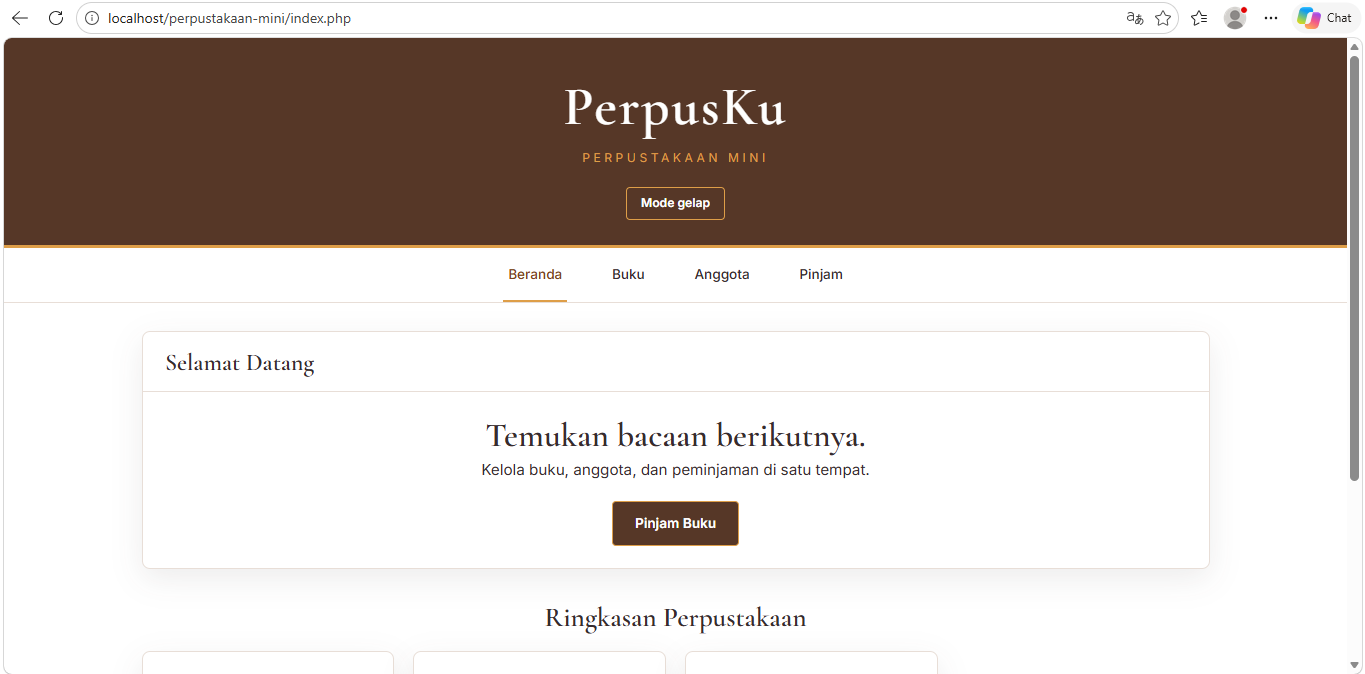 localhost/perpustakaan-mini/index.php
Chat
PerpusKu
PERPUSTAKAAN MINI
Mode gelap
Beranda
Buku
Anggota
Pinjam
Selamat Datang
Temukan bacaan berikutnya.
Kelola buku, anggota, dan peminjaman di satu tempat.
Pinjam Buku
Ringkasan Perpustakaan